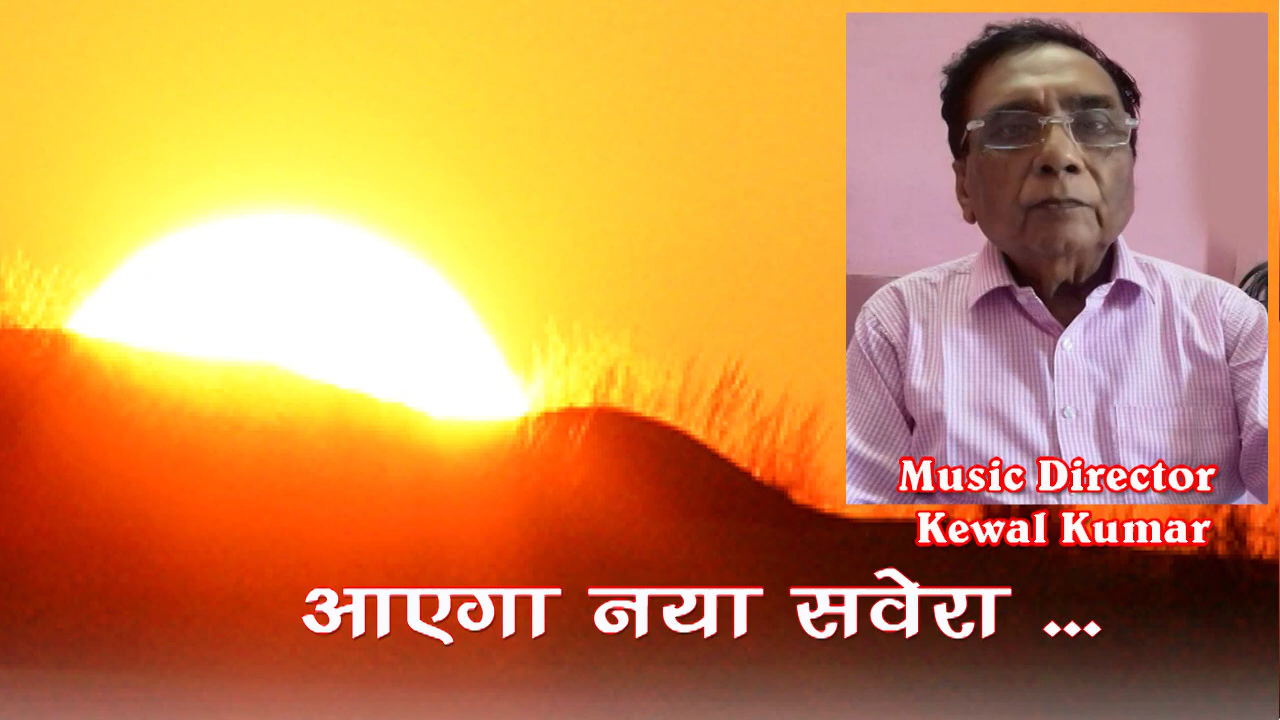 Music Director
Kewal Kumar
आएगा नया सवेरा ...